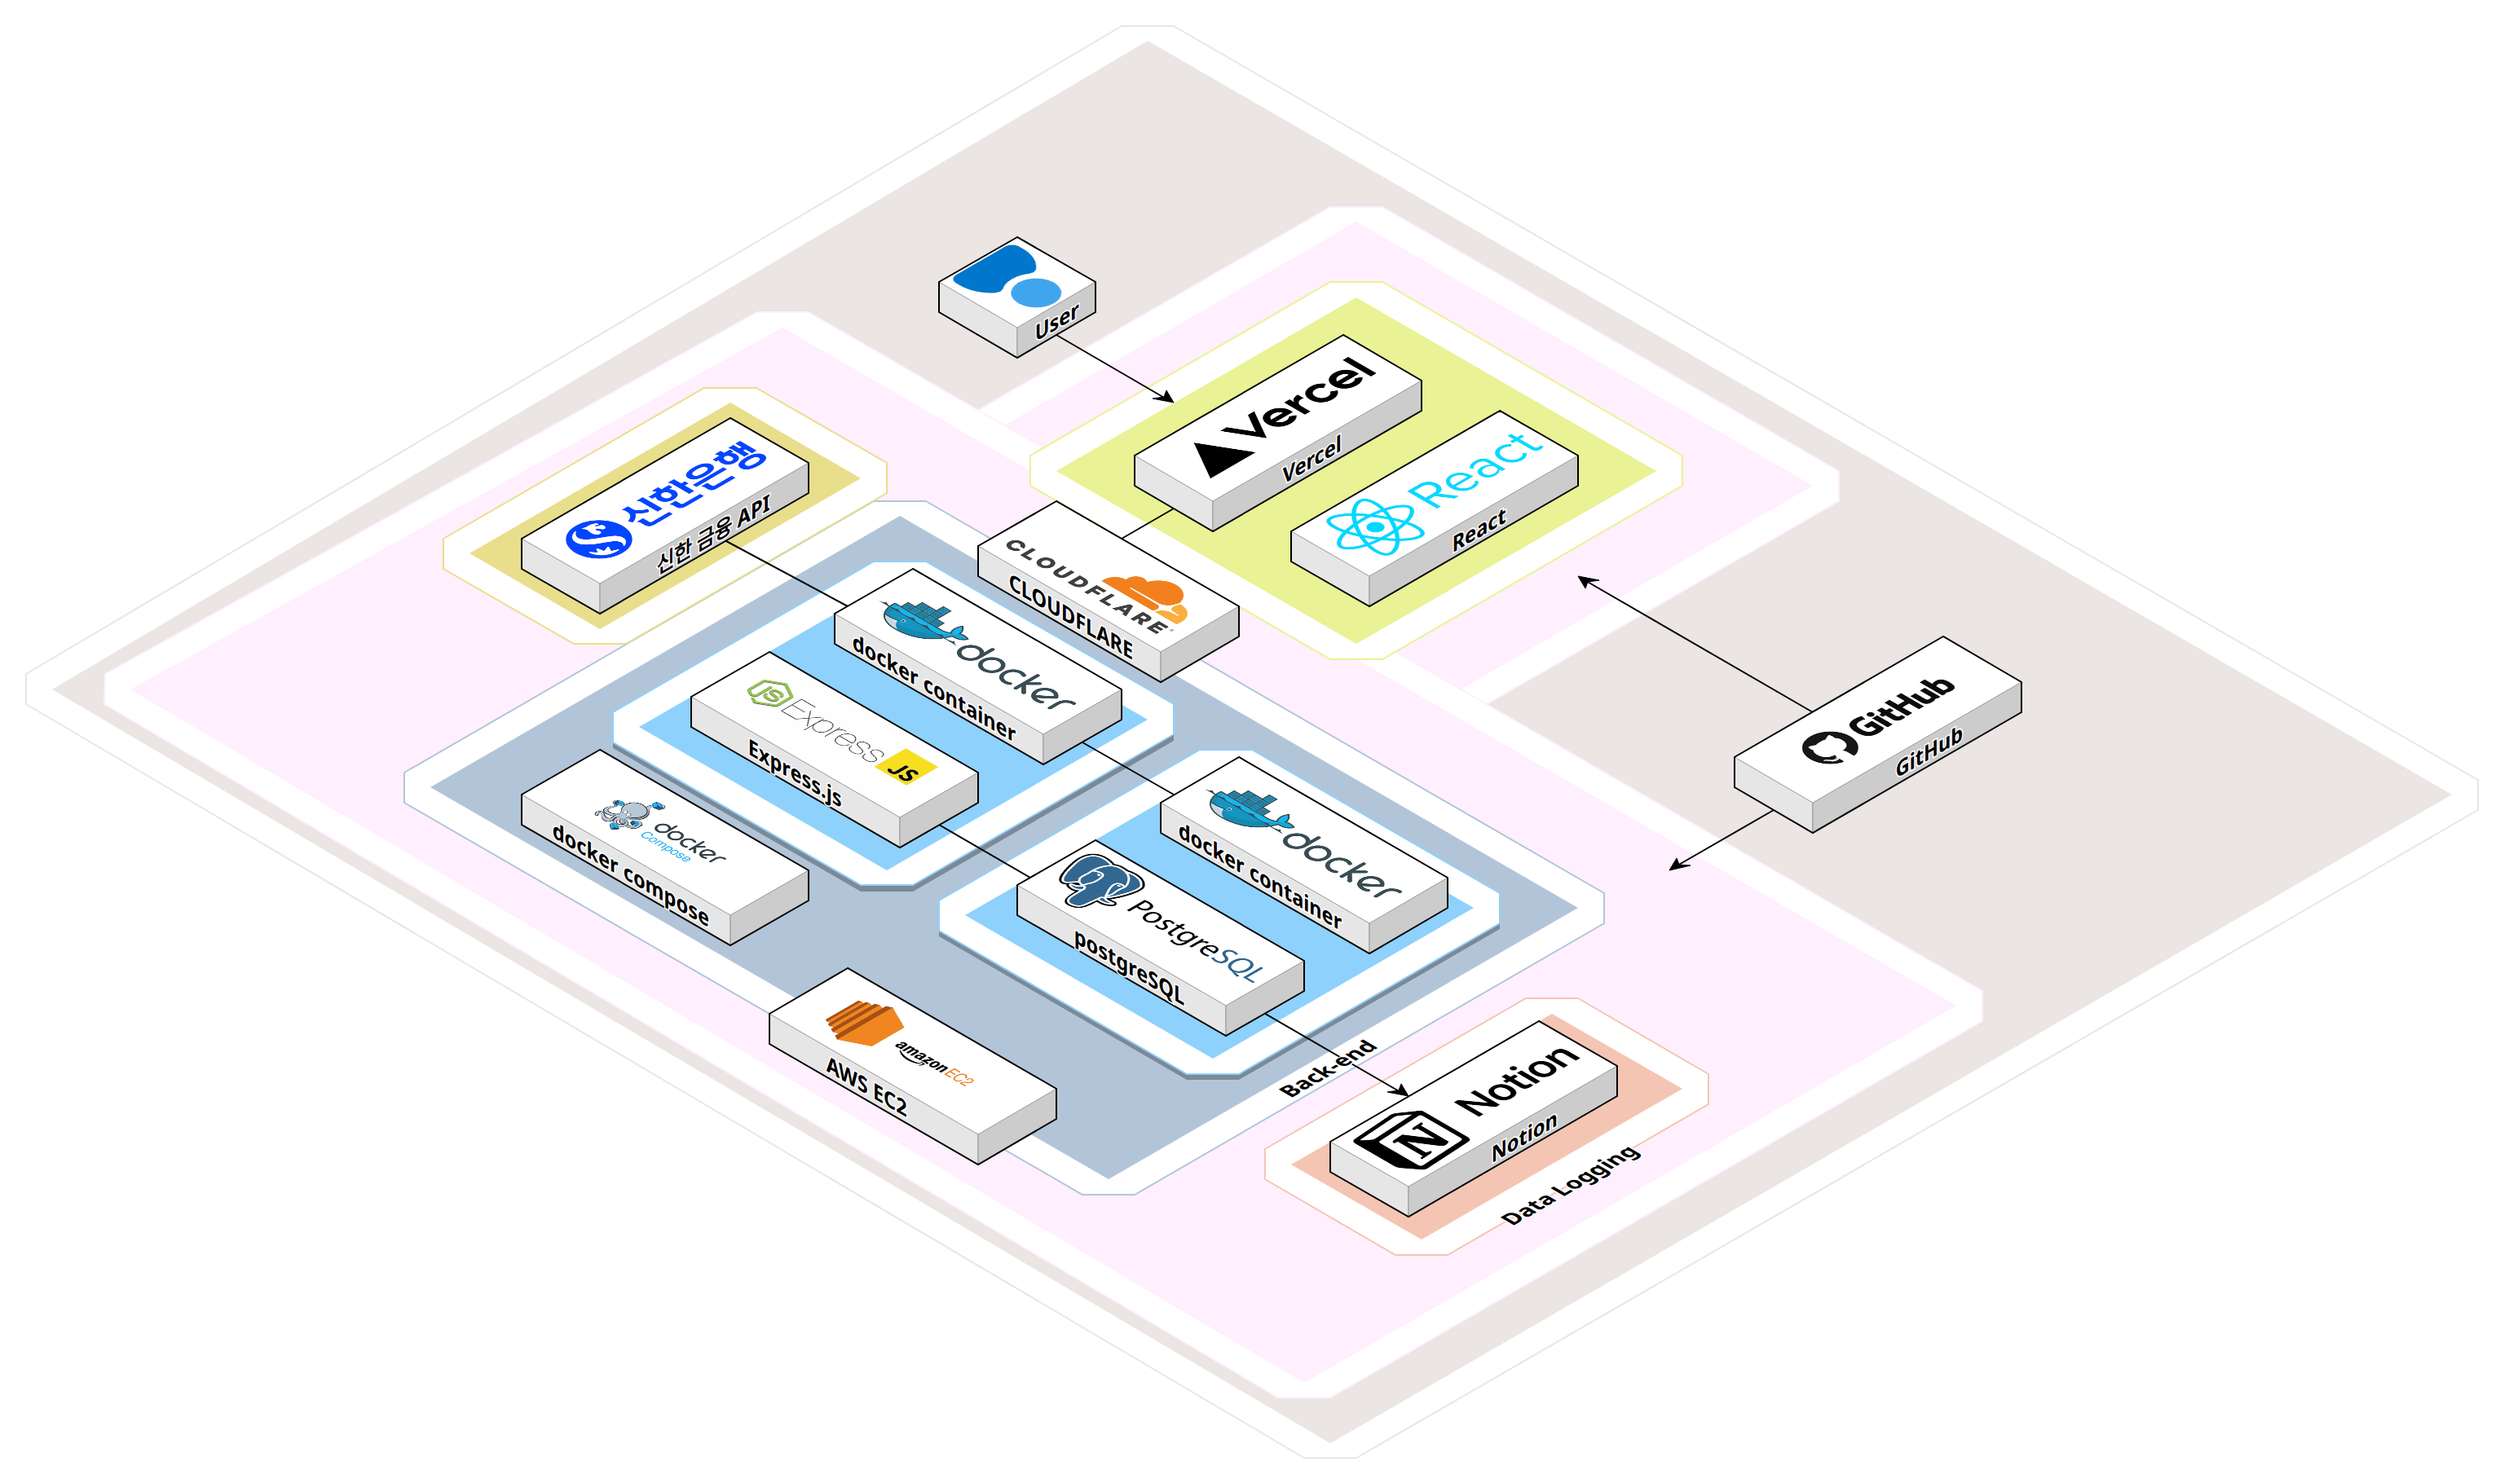 User
Vercel
Vercel
React
React
신한은행
신한 금융 API
CLOUDFLARE
CLOUDFLARE
docker
docker container
js Express JS
Express.js
GitHub
GitHub
docker
Compose
docker compose
docker
docker container
PostgreSQL
postgreSQL
amazon EC2
AWS EC2
Back-end
Notion
N
Notion
Data Logging